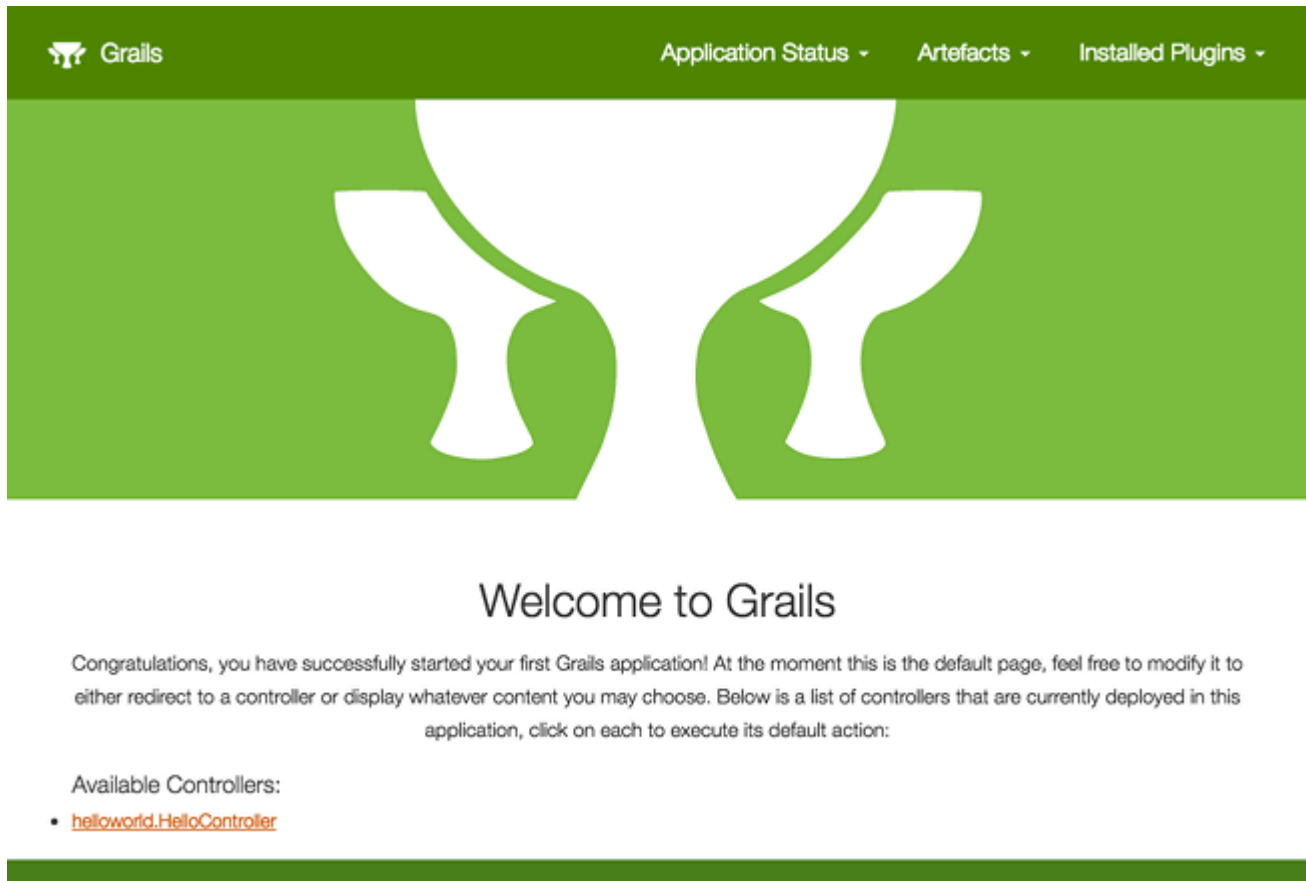 Grails
Application Status
Artefacts
Installed Plugins
Welcome to Grails
Congratulations, you have successfully started your first Grails application! At the moment this is the default page, feel free to modify it to
either redirect to a controller or display whatever content you may choose. Below is a list of controllers that are currently deployed in this
application, click on each to execute its default action:
Available Controllers:
helloworld.HelloController